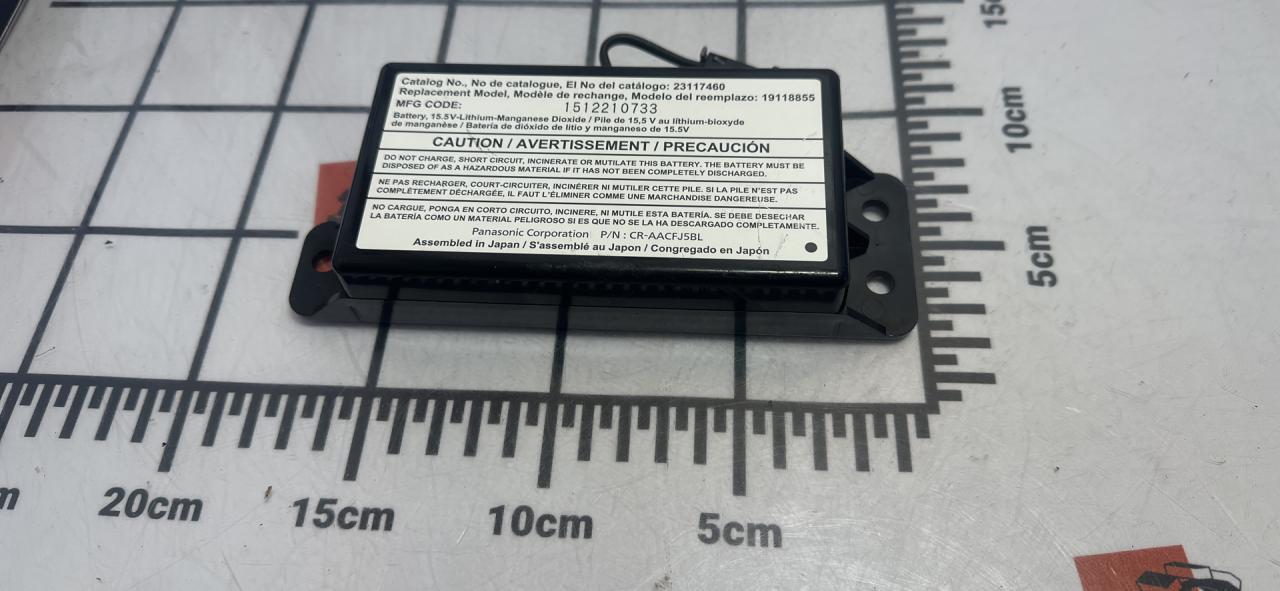 Catalog No., No de catalogue, El No del catálogo: 23117460
Replacement Model, Modèle de rechange, Modelo del reemplazo: 19118855
MFG CODE: 1512210733
Battery, 15.5V-Lithium-Manganese Dioxide / Pile de 15,5 V au lithium-bioxyde
de manganèse / Batería de dióxido de litio y manganeso de 15.5V
CAUTION / AVERTISSEMENT / PRECAUCIÓN
DO NOT CHARGE, SHORT CIRCUIT, INCINERATE OR MUTILATE THIS BATTERY. THE BATTERY MUST BE
DISPOSED OF AS A HAZARDOUS MATERIAL IF IT HAS NOT BEEN COMPLETELY DISCHARGED.
NE PAS RECHARGER, COURT-CIRCUITER, INCINÉRER NI MUTILER CETTE PILE. SI LA PILE N'EST PAS
COMPLÈTEMENT DÉCHARGÉE, IL FAUT L'ÉLIMINER COMME UNE MARCHANDISE DANGEREUSE.
NO CARGUE, PONGA EN CORTO CIRCUITO, INCINERE, NI MUTILE ESTA BATERÍA. SE DEBE DESECHAR
LA BATERÍA COMO UN MATERIAL PELIGROSO SI ES QUE NO SE LA HA DESCARGADO COMPLETAMENTE.
Panasonic Corporation P/N : CR-AACFJ5BL
Assembled in Japan / S'assemblé au Japon / Congregado en Japón
15c
10cm
5cm
m
20cm
15cm
10cm
5cm